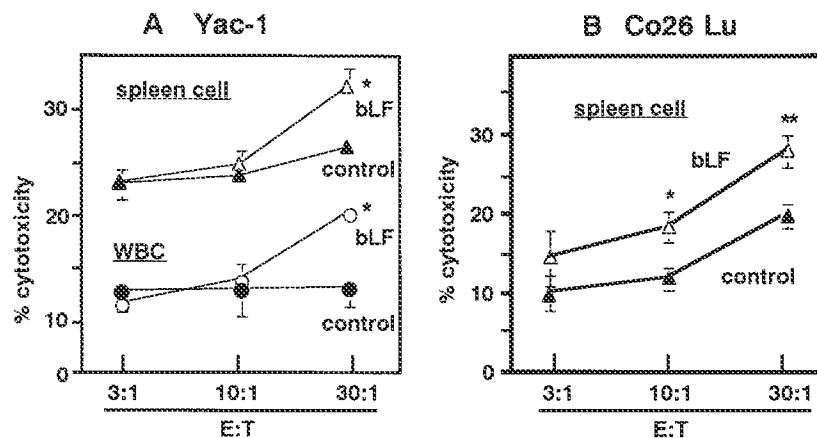 A Yac-1
spleen cell
*
bLF
control
WBC
*
bLF
control
% cytotoxicity
30
20
10
0
3:1 10:1 30:1
E:T
B Co26 Lu
spleen cell
**
bLF
*
control
% cytotoxicity
30
20
10
0
3:1 10:1 30:1
E:T